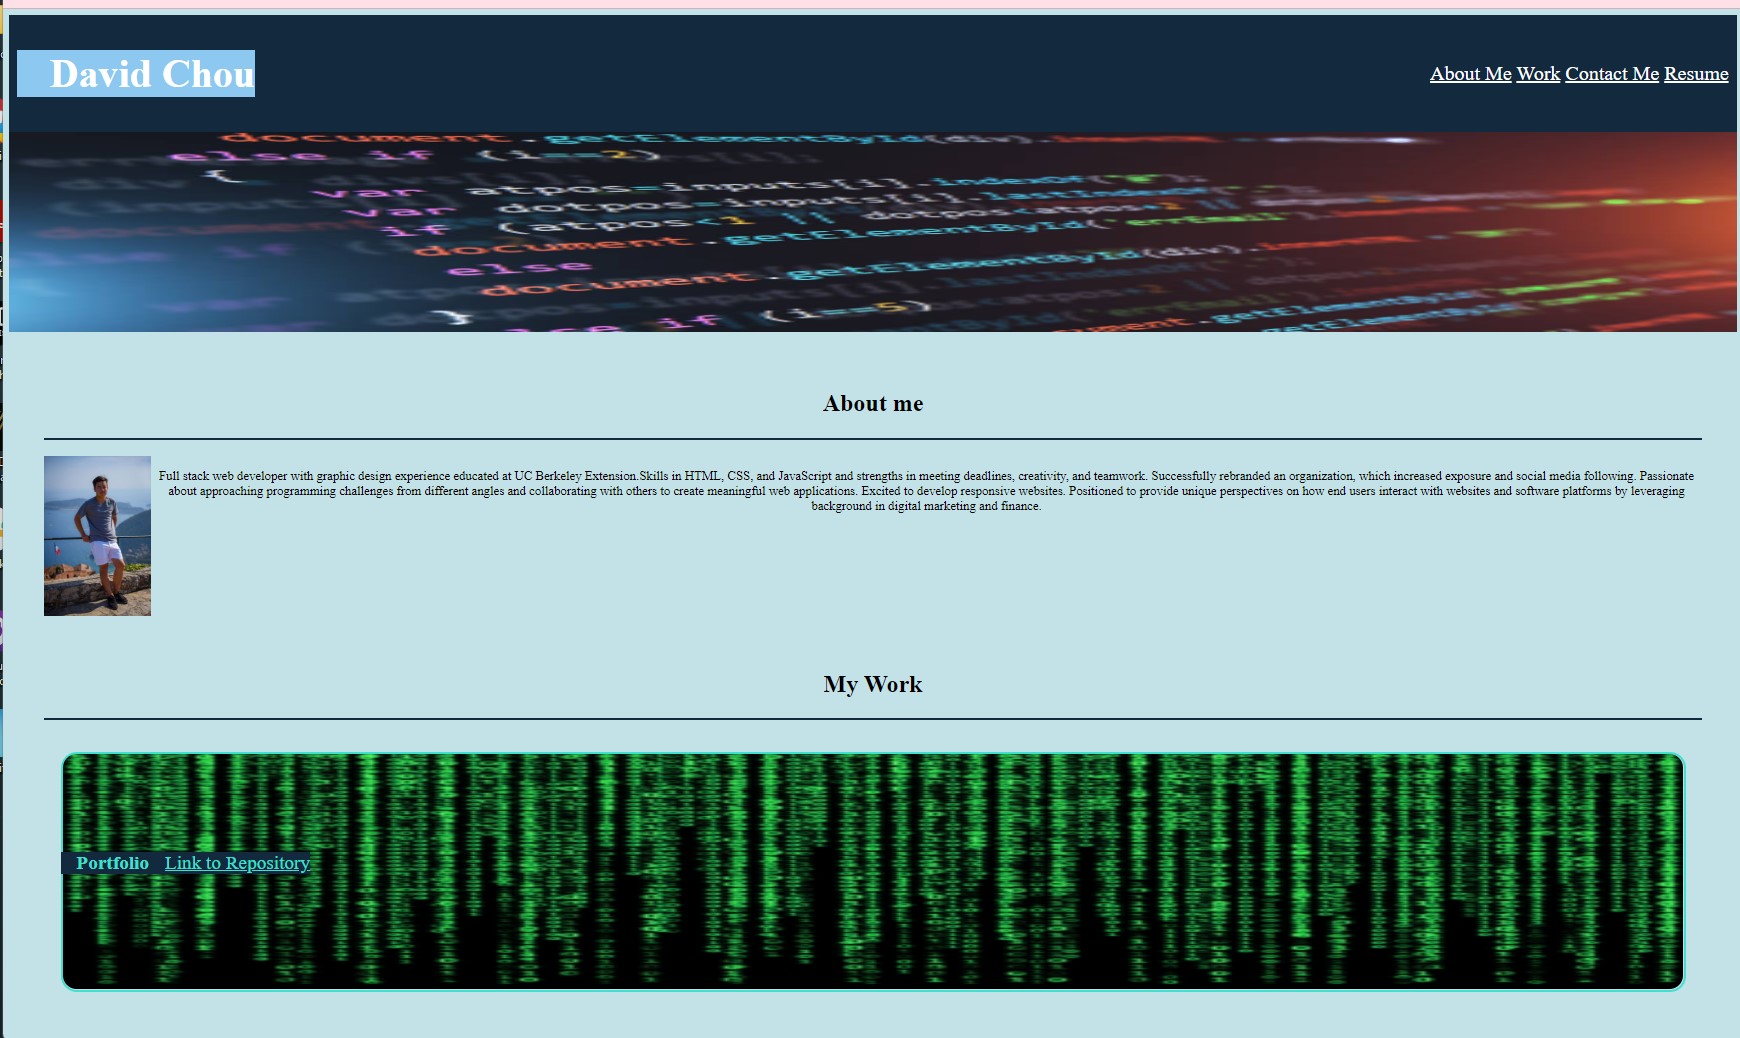 David Chou
About Me Work Contact Me Resume
document.getElementById(div).
else if (i==2)
{
var atpos=inputs[i].indexOf("@");
var dotpos=inputs[i].lastIndexOf(".");
if (atpos<1 || dotpos<atpos+2 ||
document.getElementById('errEmail').
else
document.getElementById(div).
}
else if (i==5)
About me
Full stack web developer with graphic design experience educated at UC Berkeley Extension.Skills in HTML, CSS, and JavaScript and strengths in meeting deadlines, creativity, and teamwork. Successfully rebranded an organization, which increased exposure and social media following. Passionate
about approaching programming challenges from different angles and collaborating with others to create meaningful web applications. Excited to develop responsive websites. Positioned to provide unique perspectives on how end users interact with websites and software platforms by leveraging
background in digital marketing and finance.
My Work
Portfolio Link to Repository